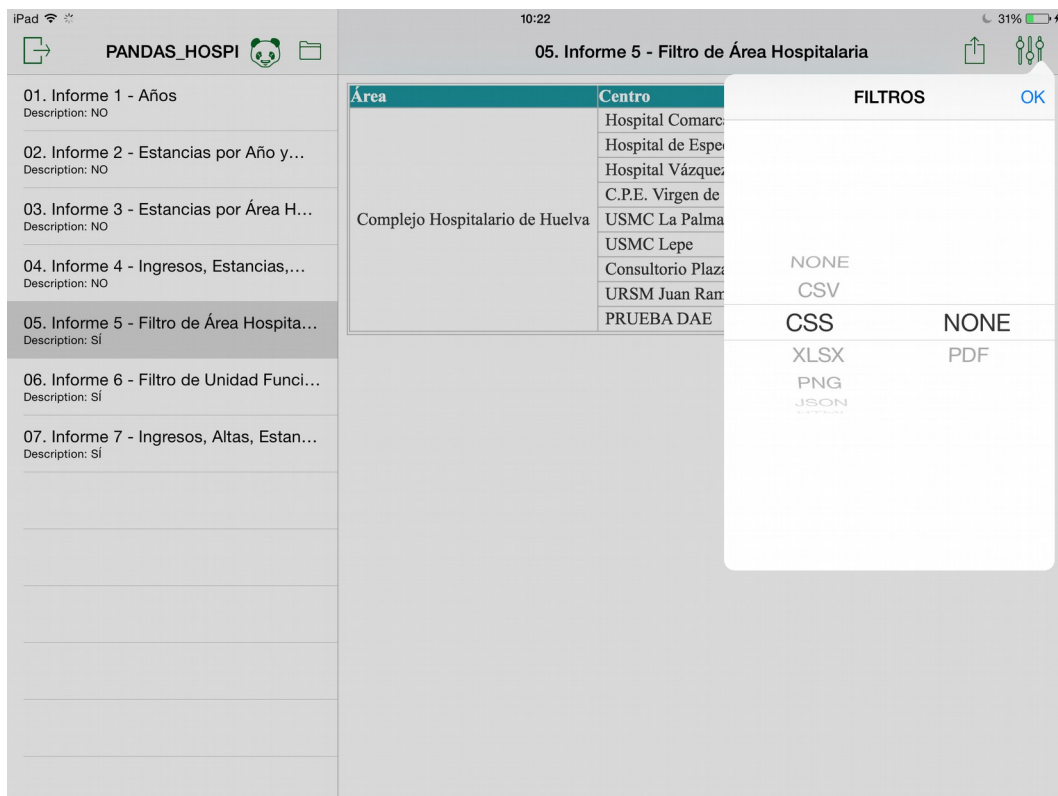 iPad 10:22 31%
PANDAS_HOSPI
05. Informe 5 - Filtro de Área Hospitalaria
01. Informe 1 - Años
Description: NO
02. Informe 2 - Estancias por Año y…
Description: NO
03. Informe 3 - Estancias por Área H…
Description: NO
04. Informe 4 - Ingresos, Estancias,…
Description: NO
05. Informe 5 - Filtro de Área Hospita…
Description: SÍ
06. Informe 6 - Filtro de Unidad Funci…
Description: SÍ
07. Informe 7 - Ingresos, Altas, Estan…
Description: SÍ
Área Centro
Complejo Hospitalario de Huelva
Hospital Comarc
Hospital de Espe
Hospital Vázquez
C.P.E. Virgen de
USMC La Palma
USMC Lepe
Consultorio Plaza
URSM Juan Ram
PRUEBA DAE
FILTROS OK
NONE
CSV
CSS NONE
XLSX PDF
PNG
JSON